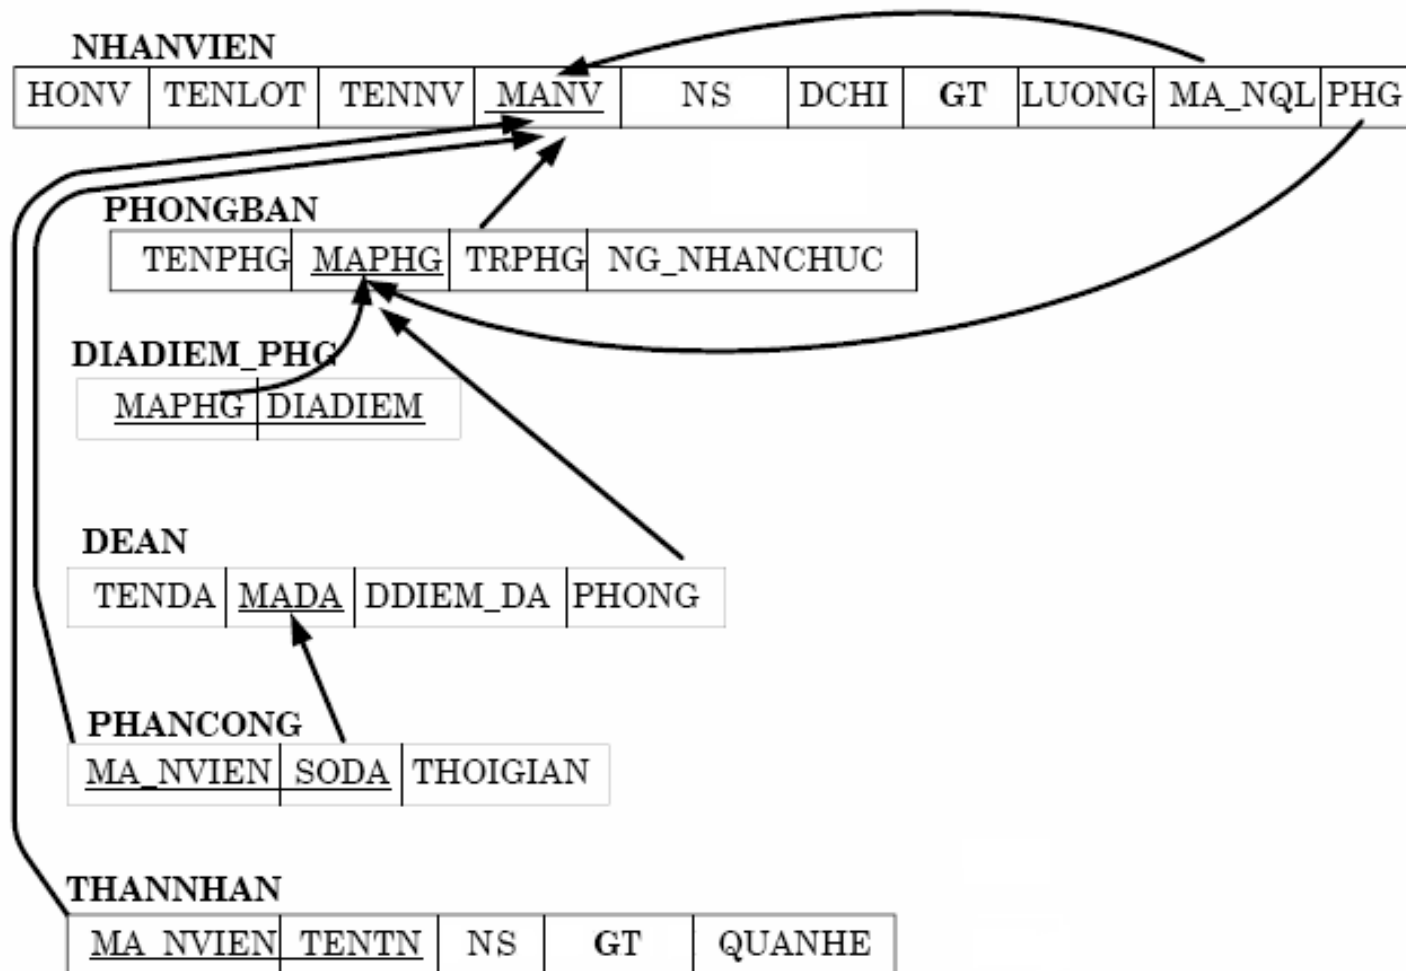 NHANVIEN
HONV TENLOT TENNV MANV NS DCHI GT LUONG MA_NQL PHG
PHONGBAN
TENPHG MAPHG TRPHG NG_NHANCHUC
DIADIEM_PHG
MAPHG DIADIEM
DEAN
TENDA MADA DDIEM_DA PHONG
PHANCONG
MA_NVIEN SODA THOIGIAN
THANNHAN
MA_NVIEN TENTN NS GT QUANHE